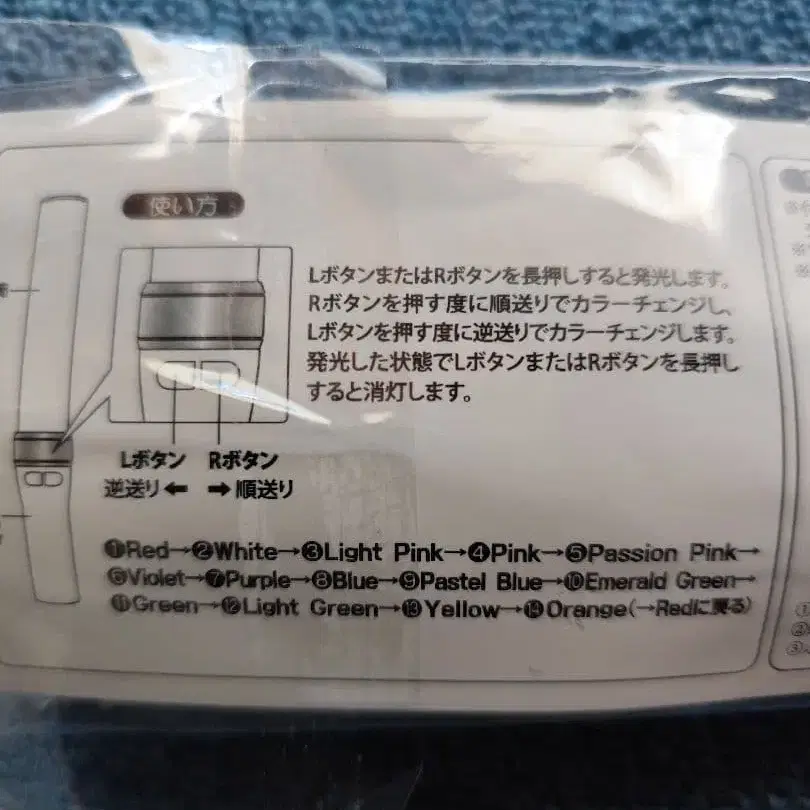 使い方
LボタンまたはRボタンを長押しすると発光します。
Rボタンを押す度に順送りでカラーチェンジし、
Lボタンを押す度に逆送りでカラーチェンジします。
発光した状態でLボタンまたはRボタンを長押し
すると消灯します。
Lボタン Rボタン
逆送り← →順送り
❶Red→❷White→❸Light Pink→❹Pink→❺Passion Pink→
❻Violet→❼Purple→❽Blue→❾Pastel Blue→❿Emerald Green→
⓫Green→⓬Light Green→⓭Yellow→⓮Orange(→Redに戻る)
①
②
③